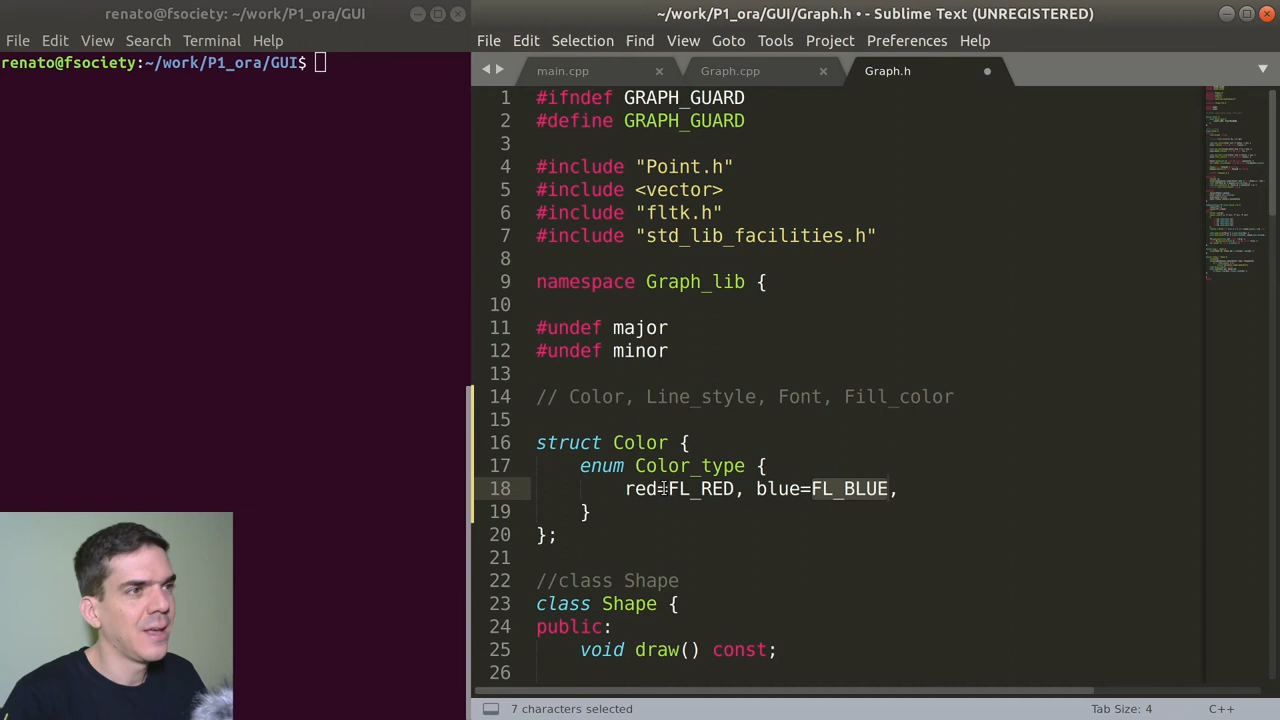 renato@fsociety: ~/work/P1_ora/GUI
File Edit View Search Terminal Help
renato@fsociety:~/work/P1_ora/GUI$
~/work/P1_ora/GUI/Graph.h • - Sublime Text (UNREGISTERED)
File Edit Selection Find View Goto Tools Project Preferences Help
main.cpp Graph.cpp Graph.h
1 #ifndef GRAPH_GUARD
2 #define GRAPH_GUARD
3
4 #include "Point.h"
5 #include <vector>
6 #include "fltk.h"
7 #include "std_lib_facilities.h"
8
9 namespace Graph_lib {
10
11 #undef major
12 #undef minor
13
14 // Color, Line_style, Font, Fill_color
15
16 struct Color {
17 enum Color_type {
18 red=FL_RED, blue=FL_BLUE,
19 }
20 };
21
22 //class Shape
23 class Shape {
24 public:
25 void draw() const;
26
7 characters selected Tab Size: 4 C++